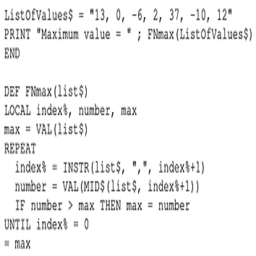 ListOfValues$ = "13, 0, -6, 2, 37, -10, 12"
PRINT "Maximum value = " ; FNmax(ListOfValues$)
END
DEF FNmax(list$)
LOCAL index%, number, max
max = VAL(list$)
REPEAT
index% = INSTR(list$, ",", index%+1)
number = VAL(MID$(list$, index%+1))
IF number > max THEN max = number
UNTIL index% = 0
= max